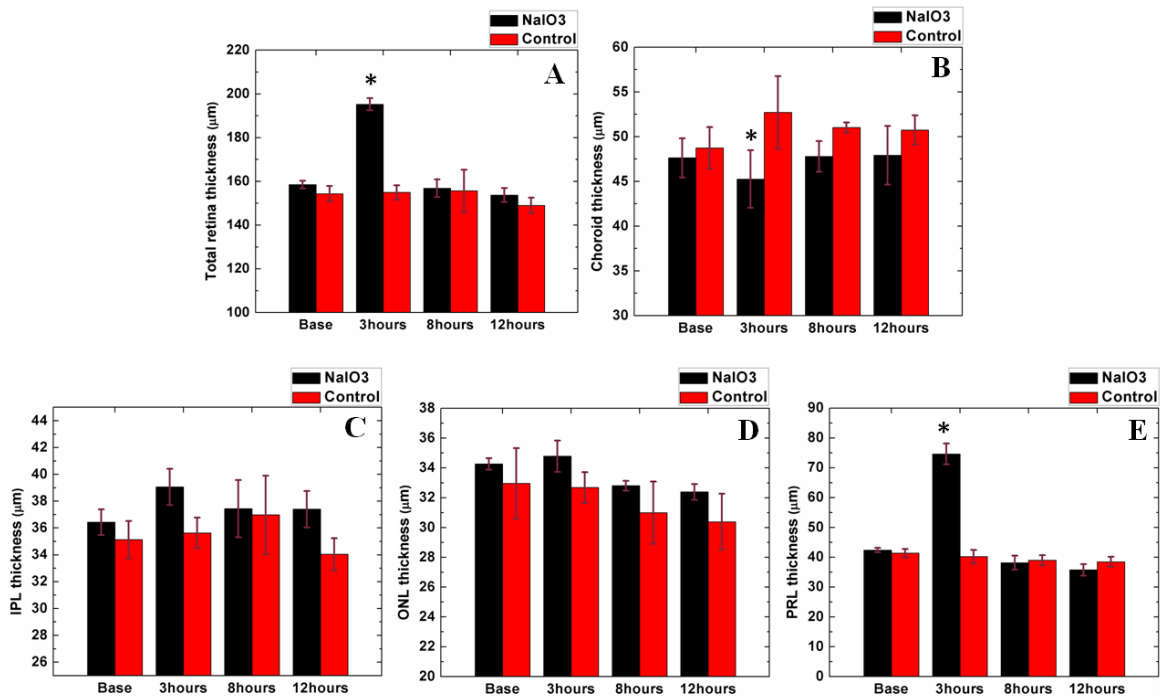 NaIO3
Control
A
*
Total retina thickness (μm)
220
200
180
160
140
120
100
Base 3hours 8hours 12hours
NaIO3
Control
B
*
Choroid thickness (μm)
60
55
50
45
40
35
30
Base 3hours 8hours 12hours
NaIO3
Control
C
IPL thickness (μm)
44
42
40
38
36
34
32
30
28
26
Base 3hours 8hours 12hours
NaIO3
Control
D
ONL thickness (μm)
38
36
34
32
30
28
26
24
22
20
Base 3hours 8hours 12hours
NaIO3
Control
E
*
PRL thickness (μm)
90
80
70
60
50
40
30
20
10
0
Base 3hours 8hours 12hours